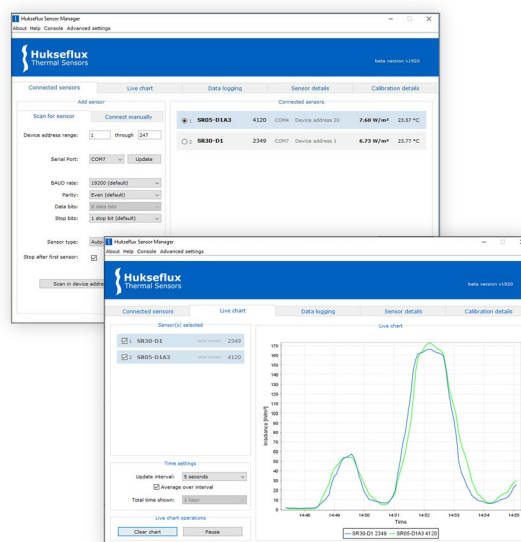 Hukseflux Sensor Manager
About Help Console Advanced settings
Hukseflux
Thermal Sensors
beta version v1920
Connected sensors Live chart Data logging Sensor details Calibration details
Add sensor
Connected sensors
Scan for sensor Connect manually
1 SR05-D1A3 4120 COM4 Device address 20 7.60 W/m² 23.57 °C
Device address range: 1 through 247
2 SR30-D1 2349 COM7 Device address 1 6.73 W/m² 23.77 °C
Serial Port: COM7 Update
BAUD rate: 19200 (default)
Parity: Even (default)
Data bits: 8 data bits
Stop bits: 1 stop bit (default)
Sensor type: Auto
Stop after first sensor:
Scan in device addre
Hukseflux Sensor Manager
About Help Console Advanced settings
Hukseflux
Thermal Sensors
beta version v1920
Connected sensors Live chart Data logging Sensor details Calibration details
Sensor(s) selected
Live chart
1 SR30-D1 2349
2 SR05-D1A3 4120
170
160
150
140
130
120
110
100
90
80
70
60
50
40
30
20
10
0
Irradiance [W/m²]
14:48 14:49 14:50 14:51 14:52 14:53 14:54 14:55
Time
SR30-D1 2349 SR05-D1A3 4120
Time settings
Update interval: 5 seconds
Average over interval
Total time shown: 1 hour
Live chart operations
Clear chart Pause